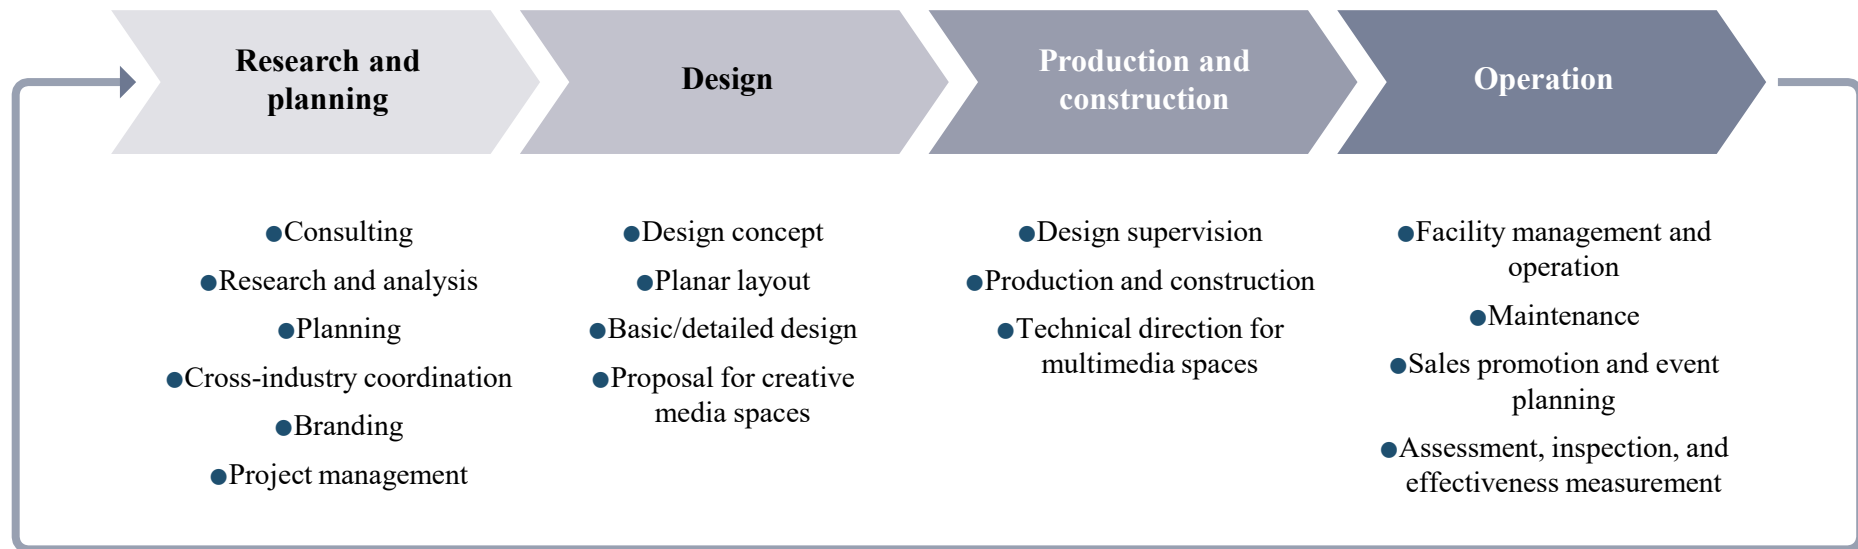 Research and
planning
Design
Production and
construction
Operation
●Consulting
●Research and analysis
●Planning
●Cross-industry coordination
●Branding
●Project management
●Design concept
●Planar layout
●Basic/detailed design
●Proposal for creative
media spaces
●Design supervision
●Production and construction
●Technical direction for
multimedia spaces
●Facility management and
operation
●Maintenance
●Sales promotion and event
planning
●Assessment, inspection, and
effectiveness measurement